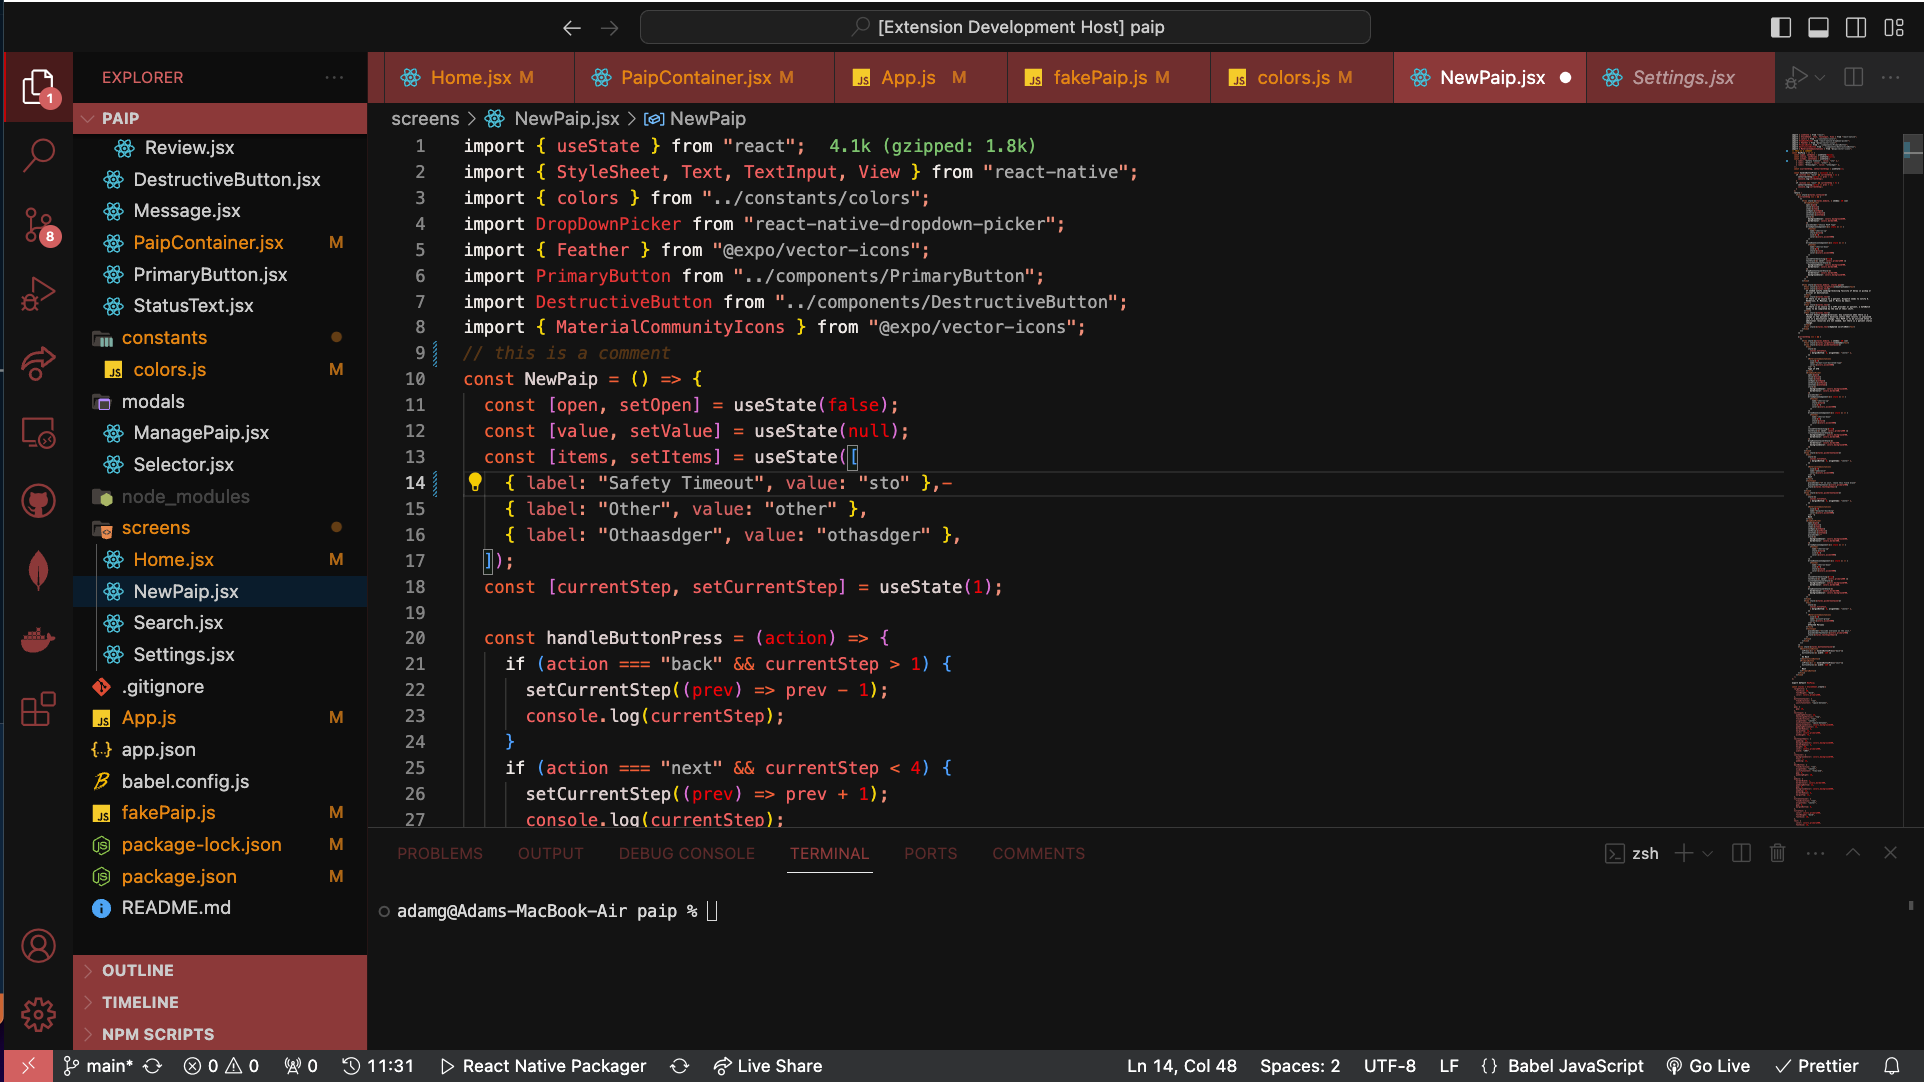 [Extension Development Host] paip
EXPLORER
1
PAIP
Review.jsx
DestructiveButton.jsx
Message.jsx
8
PaipContainer.jsx M
PrimaryButton.jsx
StatusText.jsx
constants
colors.js M
modals
ManagePaip.jsx
Selector.jsx
node_modules
screens
Home.jsx M
NewPaip.jsx
Search.jsx
Settings.jsx
.gitignore
App.js M
app.json
babel.config.js
fakePaip.js M
package-lock.json M
package.json M
README.md
OUTLINE
TIMELINE
NPM SCRIPTS
Home.jsx M PaipContainer.jsx M App.js M fakePaip.js M colors.js M NewPaip.jsx Settings.jsx
screens > NewPaip.jsx > NewPaip
1 import { useState } from "react"; 4.1k (gzipped: 1.8k)
2 import { StyleSheet, Text, TextInput, View } from "react-native";
3 import { colors } from "../constants/colors";
4 import DropDownPicker from "react-native-dropdown-picker";
5 import { Feather } from "@expo/vector-icons";
6 import PrimaryButton from "../components/PrimaryButton";
7 import DestructiveButton from "../components/DestructiveButton";
8 import { MaterialCommunityIcons } from "@expo/vector-icons";
9 // this is a comment
10 const NewPaip = () => {
11 const [open, setOpen] = useState(false);
12 const [value, setValue] = useState(null);
13 const [items, setItems] = useState([
14 { label: "Safety Timeout", value: "sto" },-
15 { label: "Other", value: "other" },
16 { label: "Othaasdger", value: "othasdger" },
17 ]);
18 const [currentStep, setCurrentStep] = useState(1);
19
20 const handleButtonPress = (action) => {
21 if (action === "back" && currentStep > 1) {
22 setCurrentStep((prev) => prev - 1);
23 console.log(currentStep);
24 }
25 if (action === "next" && currentStep < 4) {
26 setCurrentStep((prev) => prev + 1);
27 console.log(currentStep);
PROBLEMS OUTPUT DEBUG CONSOLE TERMINAL PORTS COMMENTS zsh
adamg@Adams-MacBook-Air paip %
main* 0 0 0 11:31 React Native Packager Live Share Ln 14, Col 48 Spaces: 2 UTF-8 LF {} Babel JavaScript Go Live Prettier